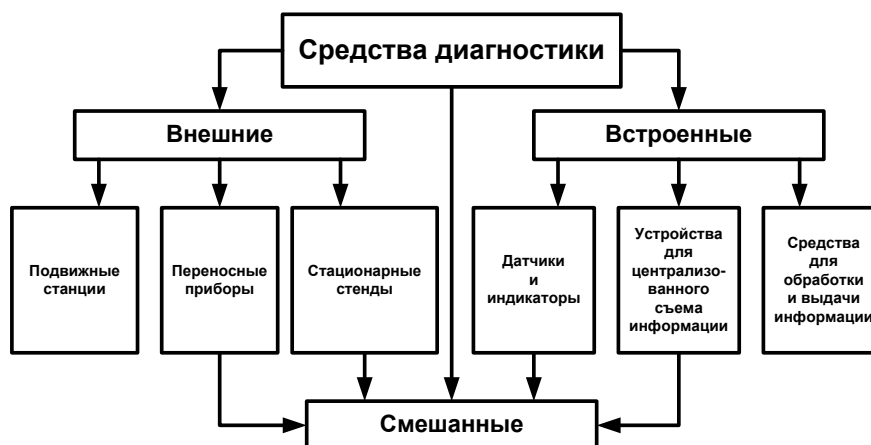 Средства диагностики
Внешние
Встроенные
Подвижные
станции
Переносные
приборы
Стационарные
стенды
Датчики
и
индикаторы
Устройства
для
централизо-
ванного
съема
информации
Средства
для
обработки
и выдачи
информации
Смешанные